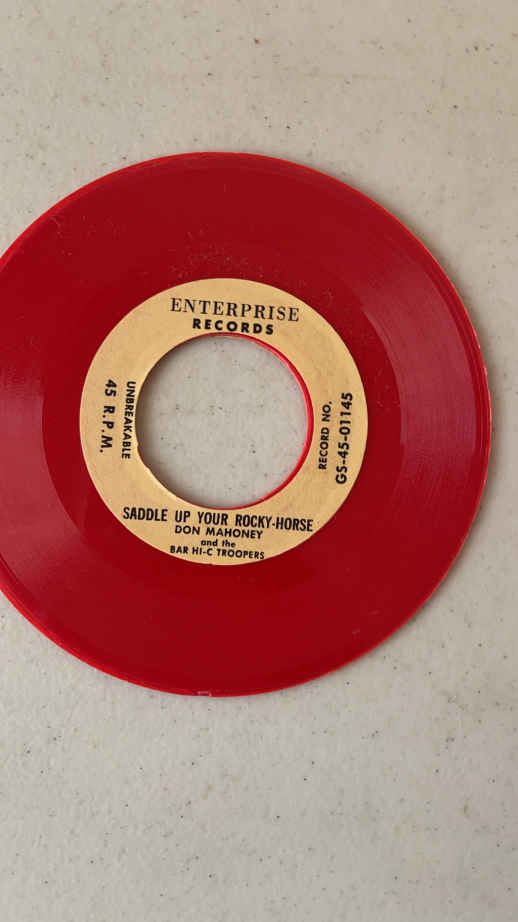 ENTERPRISE
RECORDS
UNBREAKABLE
45 R.P.M.
RECORD NO.
GS-45-01145
SADDLE UP YOUR ROCKY-HORSE
DON MAHONEY
and the
BAR HI-C TROOPERS